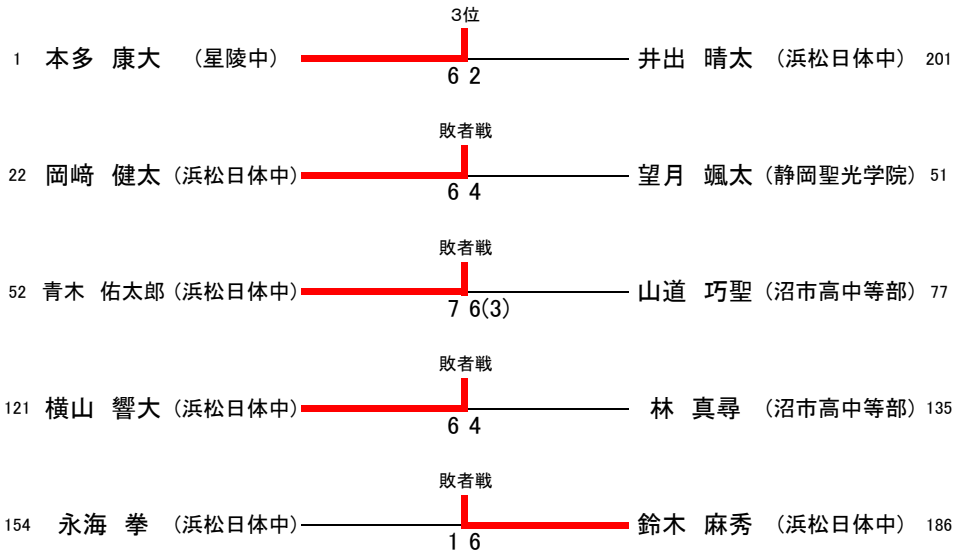 3位
1 本多 康大 (星陵中) 井出 晴太 (浜松日体中) 201
6 2
敗者戦
22 岡﨑 健太 (浜松日体中) 望月 颯太 (静岡聖光学院) 51
6 4
敗者戦
52 青木 佑太郎 (浜松日体中) 山道 巧聖 (沼市高中等部) 77
7 6(3)
敗者戦
121 横山 響大 (浜松日体中) 林 真尋 (沼市高中等部) 135
6 4
敗者戦
154 永海 拳 (浜松日体中) 鈴木 麻秀 (浜松日体中) 186
1 6